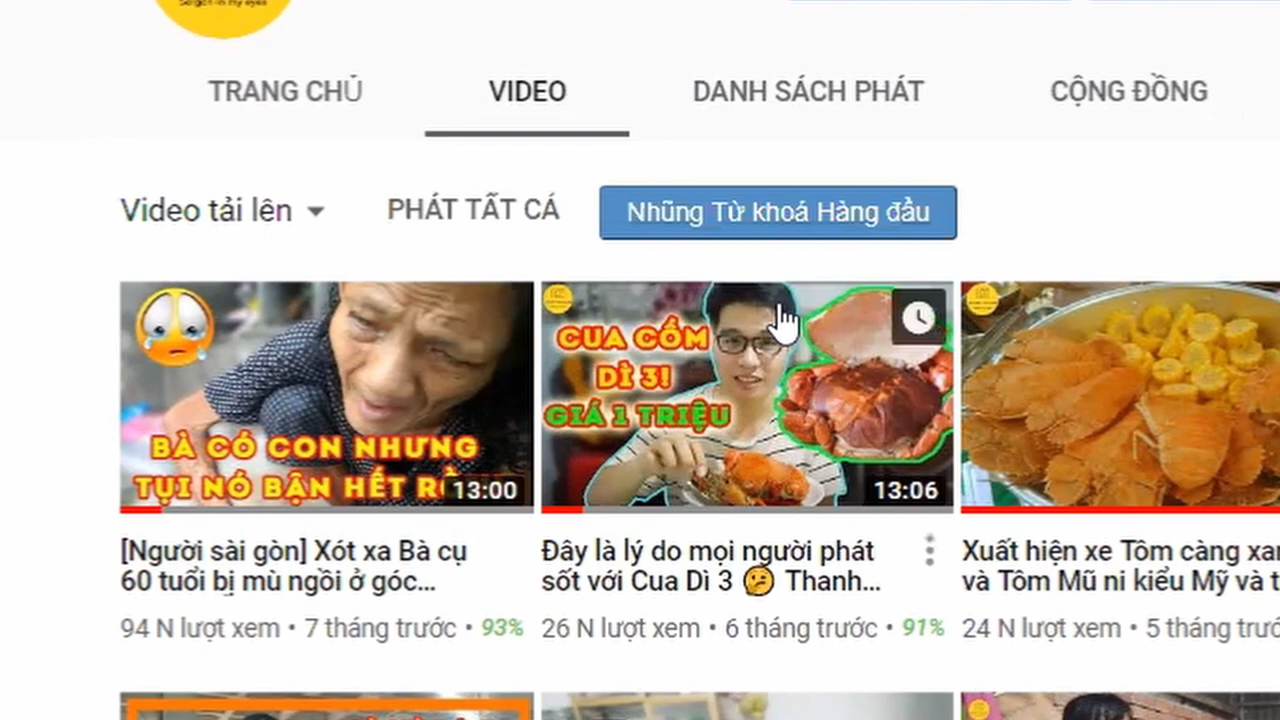 Saigon in my eyes
TRANG CHỦ
VIDEO
DANH SÁCH PHÁT
CỘNG ĐỒNG
Video tải lên
PHÁT TẤT CẢ
Những Từ khoá Hàng đầu
BÀ CÓ CON NHƯNG
TỤI NÓ BẬN HẾT
13:00
CUA CỐM
DÌ 3!
GIÁ 1 TRIỆU
13:06
[Người sài gòn] Xót xa Bà cụ
60 tuổi bị mù ngồi ở góc...
94 N lượt xem • 7 tháng trước • 93%
Đây là lý do mọi người phát
sốt với Cua Dì 3 🤔 Thanh...
26 N lượt xem • 6 tháng trước • 91%
Xuất hiện xe Tôm càng
và Tôm Mũ ni kiểu Mỹ và
24 N lượt xem • 5 tháng